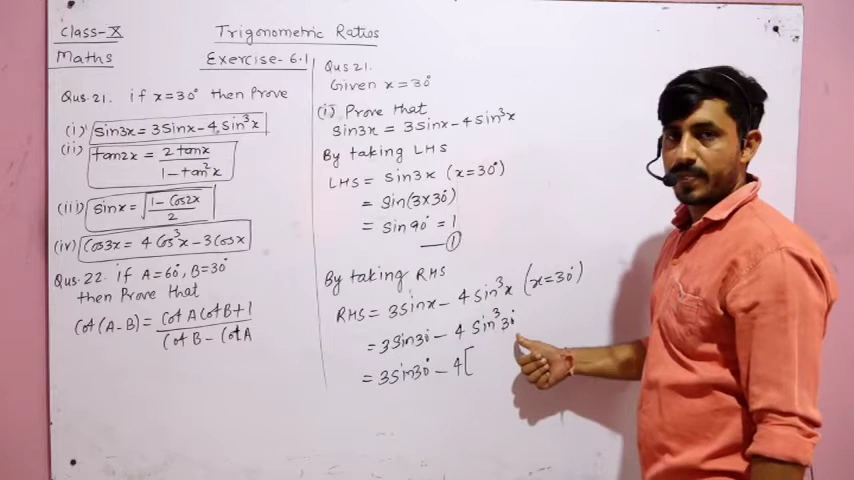 Class-X
Maths
Trigonometric Ratios
Exercise-6.1
Qus.21. if x=30° then Prove
(i) Sin3x = 3Sinx - 4Sin³x
(ii) tan2x = 2tanx / 1-tan²x
(iii) Sinx = √(1-Cos2x / 2)
(iv) Cos3x = 4Cos³x - 3Cosx
Qus.22. if A=60°, B=30°
then Prove that
Cot(A-B) = CotACotB+1 / CotB-CotA
Qus.21.
Given x=30°
(i) Prove that
Sin3x = 3Sinx - 4Sin³x
By taking LHS
LHS = Sin3x (x=30°)
= Sin(3×30°)
= Sin90° = 1
—①
By taking RHS
RHS = 3Sinx - 4Sin³x (x=30°)
= 3Sin30° - 4Sin³30°
= 3Sin30° - 4[